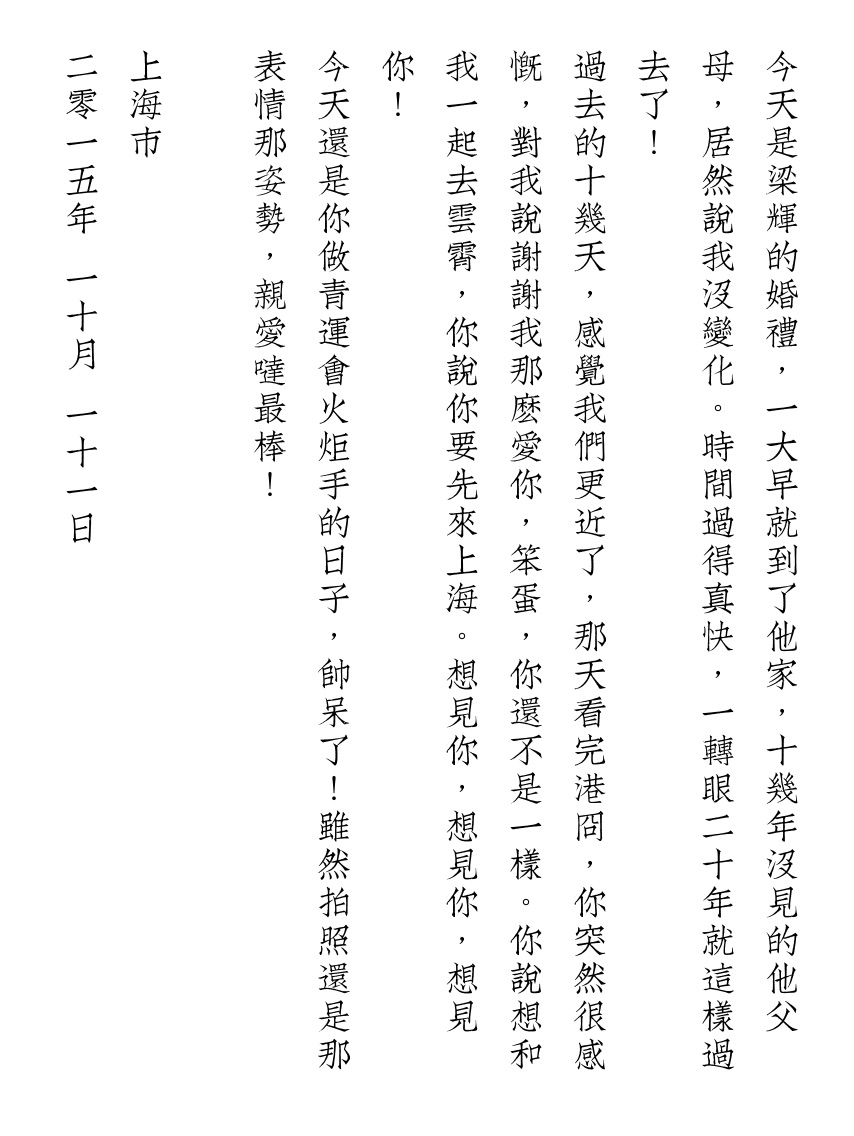 今天是梁輝的婚禮，一大早就到了他家，十幾年沒見的他父
母，居然說我沒變化。時間過得真快，一轉眼二十年就這樣過
去了！
過去的十幾天，感覺我們更近了，那天看完港冏，你突然很感
慨，對我說謝謝我那麽愛你，笨蛋，你還不是一樣。你說想和
我一起去雲霄，你說你要先來上海。想見你，想見你，想見
你！
今天還是你做青運會火炬手的日子，帥呆了！雖然拍照還是那
表情那姿勢，親愛噠最棒！
上海市
二零一五年 一十月 一十一日